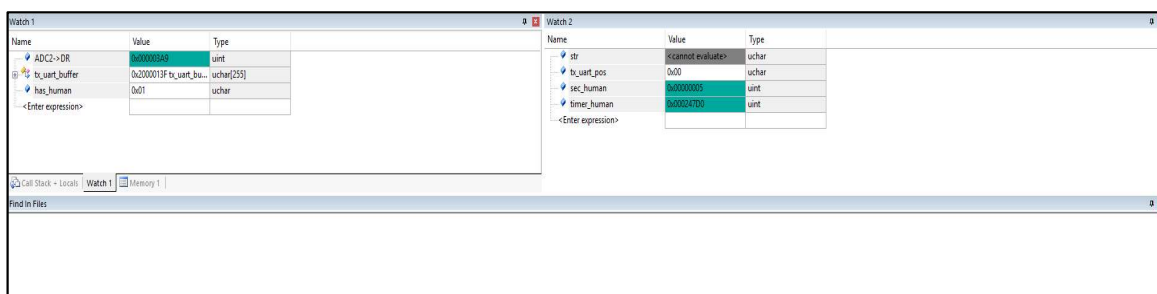 Watch 1
Name Value Type
ADC2->DR 0x000003A9 uint
tx_uart_buffer 0x2000013F tx_uart_bu... uchar[255]
has_human 0x01 uchar
<Enter expression>
Call Stack + Locals Watch 1 Memory 1
Watch 2
Name Value Type
str <cannot evaluate> uchar
tx_uart_pos 0x00 uchar
sec_human 0x00000005 uint
timer_human 0x000247D0 uint
<Enter expression>
Find In Files